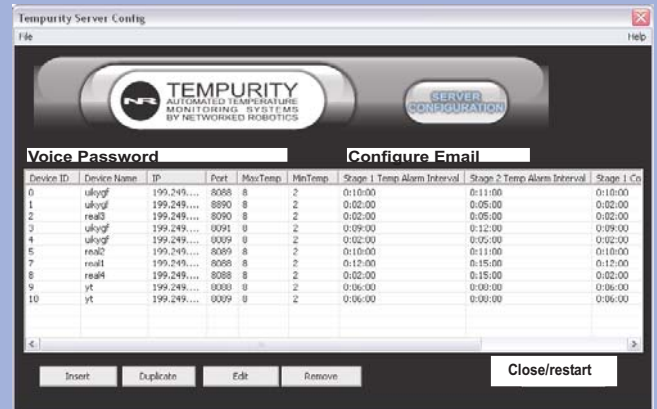 Tempurity Server Config
File Help
NR TEMPURITY
AUTOMATED TEMPERATURE
MONITORING SYSTEMS
BY NETWORKED ROBOTICS
SERVER
CONFIGURATION
Voice Password Configure Email
Device ID Device Name IP Port MaxTemp MinTemp Stage 1 Temp Alarm Interval Stage 2 Temp Alarm Interval Stage 1 Co
0 uikygf 199.249.... 8088 8 2 0:10:00 0:11:00 0:10:00
1 uikygf 199.249.... 8890 8 2 0:02:00 0:05:00 0:02:00
2 real3 199.249.... 8090 8 2 0:02:00 0:05:00 0:02:00
3 uikygf 199.249.... 8091 8 2 0:09:00 0:12:00 0:09:00
4 uikygf 199.249.... 8089 8 2 0:02:00 0:05:00 0:02:00
5 real2 199.249.... 8089 8 2 0:10:00 0:11:00 0:10:00
7 real1 199.249.... 8088 8 2 0:12:00 0:15:00 0:12:00
8 real4 199.249.... 8088 8 2 0:02:00 0:15:00 0:02:00
9 yt 199.249.... 8088 8 2 0:06:00 0:08:00 0:06:00
10 yt 199.249.... 8089 8 2 0:06:00 0:08:00 0:06:00
Insert Duplicate Edit Remove Close/restart